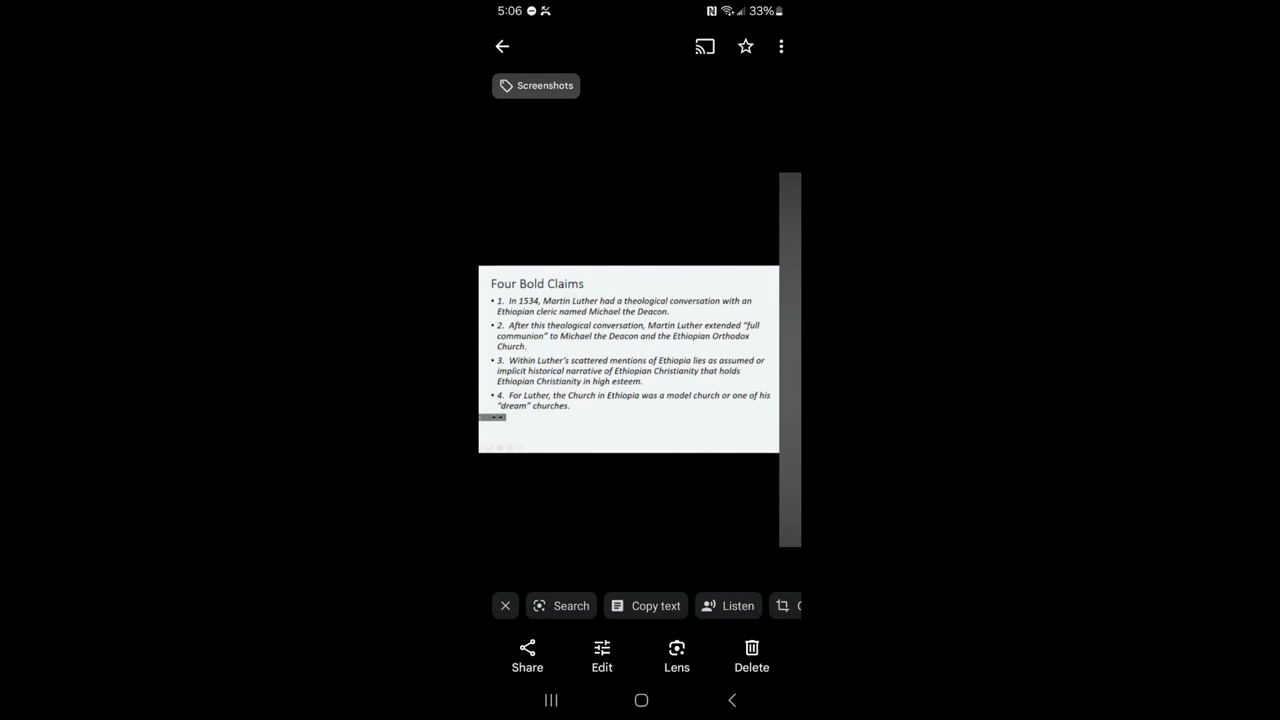 5:06
33%
Screenshots
Four Bold Claims
• 1. In 1534, Martin Luther had a theological conversation with an
Ethiopian cleric named Michael the Deacon.
• 2. After this theological conversation, Martin Luther extended "full
communion" to Michael the Deacon and the Ethiopian Orthodox
Church.
• 3. Within Luther's scattered mentions of Ethiopia lies as assumed or
implicit historical narrative of Ethiopian Christianity that holds
Ethiopian Christianity in high esteem.
• 4. For Luther, the Church in Ethiopia was a model church or one of his
"dream" churches.
Search
Copy text
Listen
Share
Edit
Lens
Delete